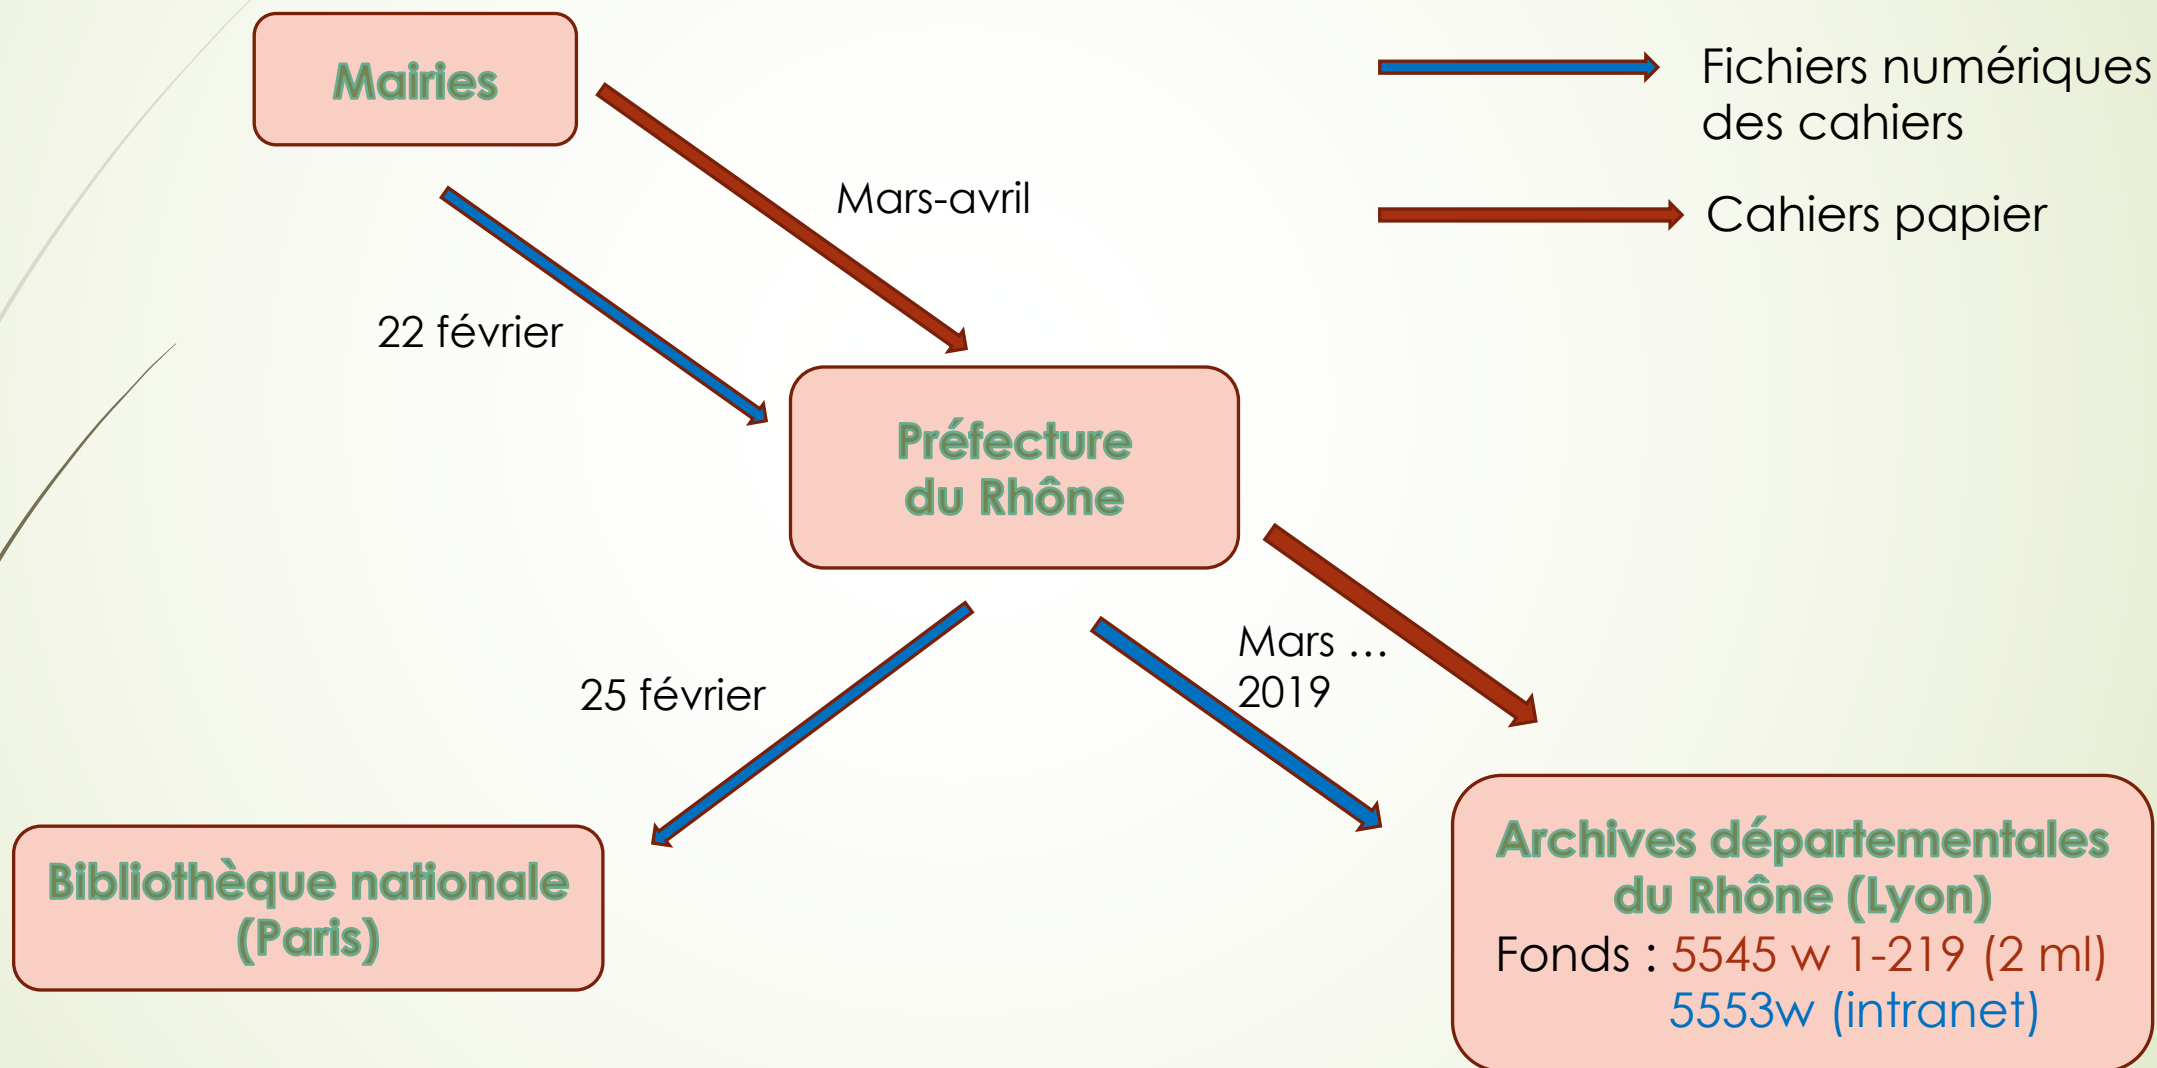 Mairies
Fichiers numériques
des cahiers
Mars-avril
Cahiers papier
22 février
Préfecture
du Rhône
Mars ...
2019
25 février
Bibliothèque nationale
(Paris)
Archives départementales
du Rhône (Lyon)
Fonds : 5545 w 1-219 (2 ml)
5553w (intranet)